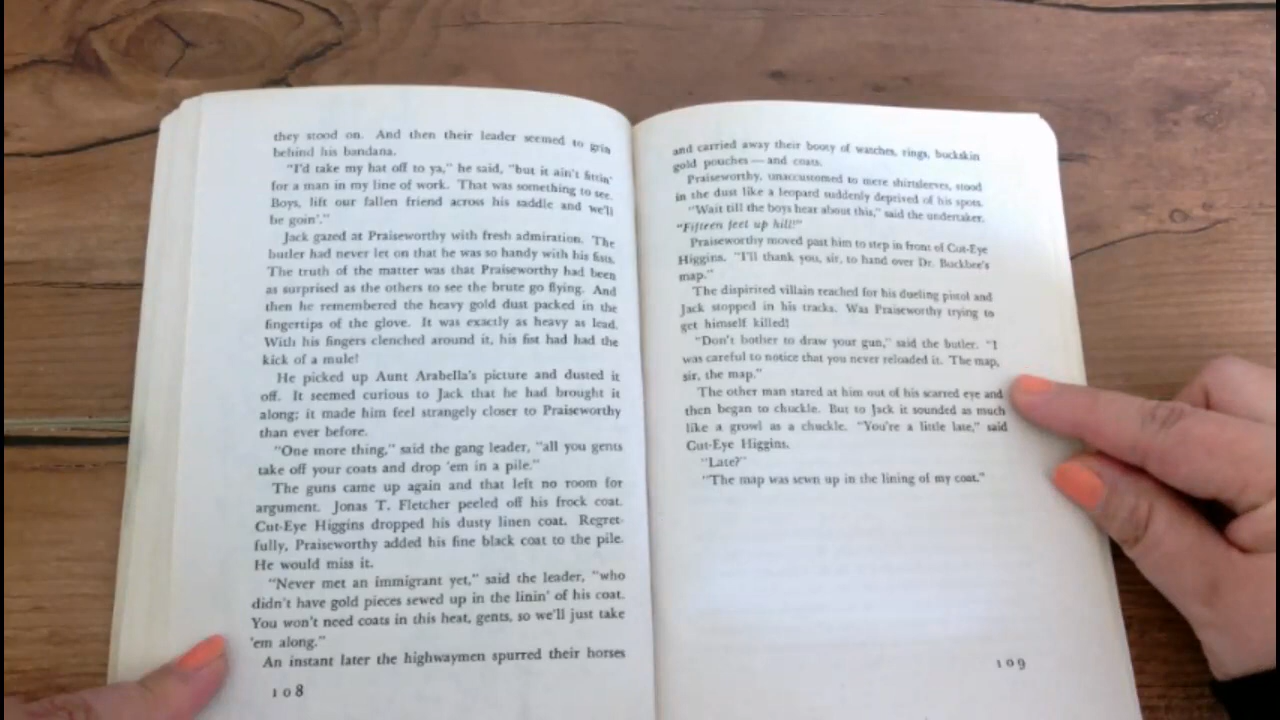 they stood on. And then their leader seemed to grin
behind his bandana.
"I'd take my hat off to ya," he said, "but it ain't fittin'
for a man in my line of work. That was something to see.
Boys, lift our fallen friend across his saddle and we'll
be goin'."
Jack gazed at Praiseworthy with fresh admiration. The
butler had never let on that he was so handy with his fists.
The truth of the matter was that Praiseworthy had been
as surprised as the others to see the brute go flying. And
then he remembered the heavy gold dust packed in the
fingertips of the glove. It was exactly as heavy as lead.
With his fingers clenched around it, his fist had had the
kick of a mule!
He picked up Aunt Arabella's picture and dusted it
off. It seemed curious to Jack that he had brought it
along; it made him feel strangely closer to Praiseworthy
than ever before.
"One more thing," said the gang leader, "all you gents
take off your coats and drop 'em in a pile."
The guns came up again and that left no room for
argument. Jonas T. Fletcher peeled off his frock coat.
Cut-Eye Higgins dropped his dusty linen coat. Regret-
fully, Praiseworthy added his fine black coat to the pile.
He would miss it.
"Never met an immigrant yet," said the leader, "who
didn't have gold pieces sewed up in the linin' of his coat.
You won't need coats in this heat, gents, so we'll just take
'em along."
An instant later the highwaymen spurred their horses
108
and carried away their booty of watches, rings, buckskin
gold pouches — and coats.
Praiseworthy, unaccustomed to mere shirtsleeves, stood
in the dust like a leopard suddenly deprived of his spots.
"Wait till the boys hear about this," said the undertaker.
"Fifteen feet up hill!"
Praiseworthy moved past him to step in front of Cut-Eye
Higgins. "I'll thank you, sir, to hand over Dr. Buckbee's
map."
The dispirited villain reached for his dueling pistol and
Jack stopped in his tracks. Was Praiseworthy trying to
get himself killed!
"Don't bother to draw your gun," said the butler. "I
was careful to notice that you never reloaded it. The map,
sir, the map."
The other man stared at him out of his scarred eye and
then began to chuckle. But to Jack it sounded as much
like a growl as a chuckle. "You're a little late," said
Cut-Eye Higgins.
"Late?"
"The map was sewn up in the lining of my coat."
109